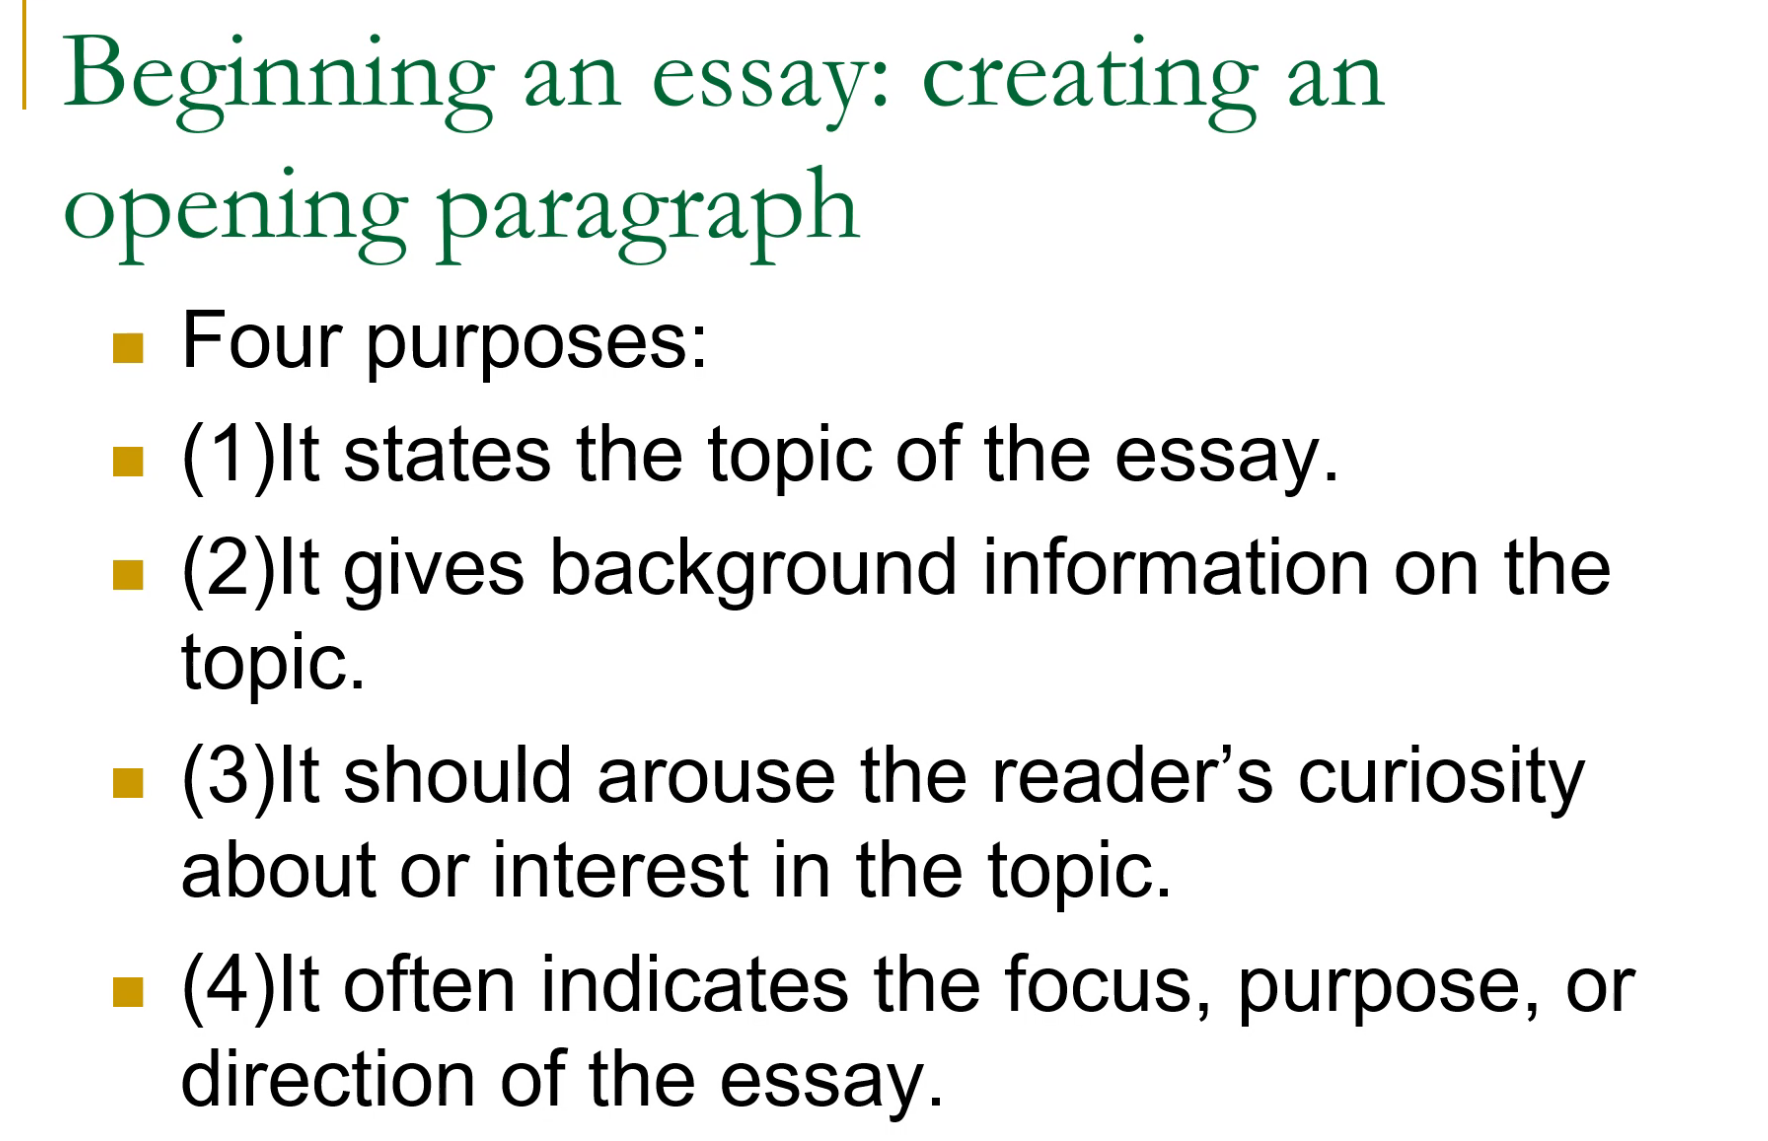 Beginning an essay: creating an
opening paragraph
Four purposes:
(1)It states the topic of the essay.
(2)It gives background information on the
topic.
(3)It should arouse the reader’s curiosity
about or interest in the topic.
(4)It often indicates the focus, purpose, or
direction of the essay.